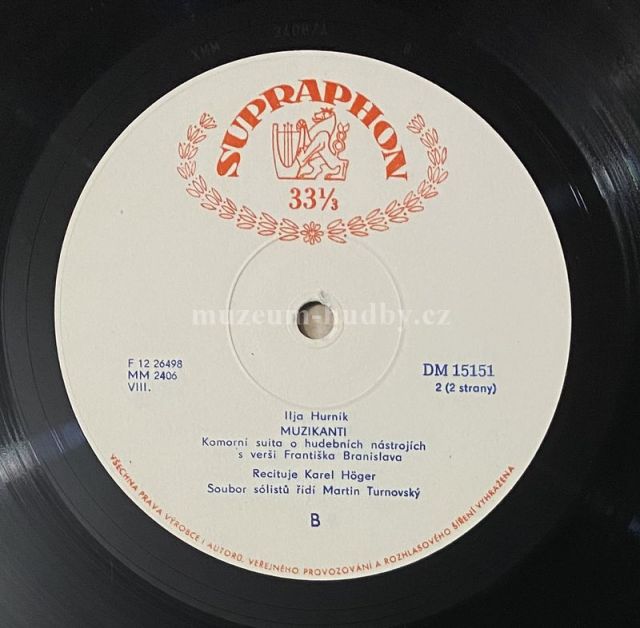 SUPRAPHON
33⅓
muzeum-hudby.cz
F 12 26498
MM 2406
VIII.
DM 15151
2 (2 strany)
Ilja Hurník
MUZIKANTI
Komorní suita o hudebních nástrojích
s verši Františka Branislava
Recituje Karel Höger
Soubor sólistů řídí Martin Turnovský
B
VŠECHNA PRÁVA VÝROBCE I AUTORŮ, VEŘEJNÉHO PROVOZOVÁNÍ A ROZHLASOVÉHO ŠÍŘENÍ VYHRAZENA